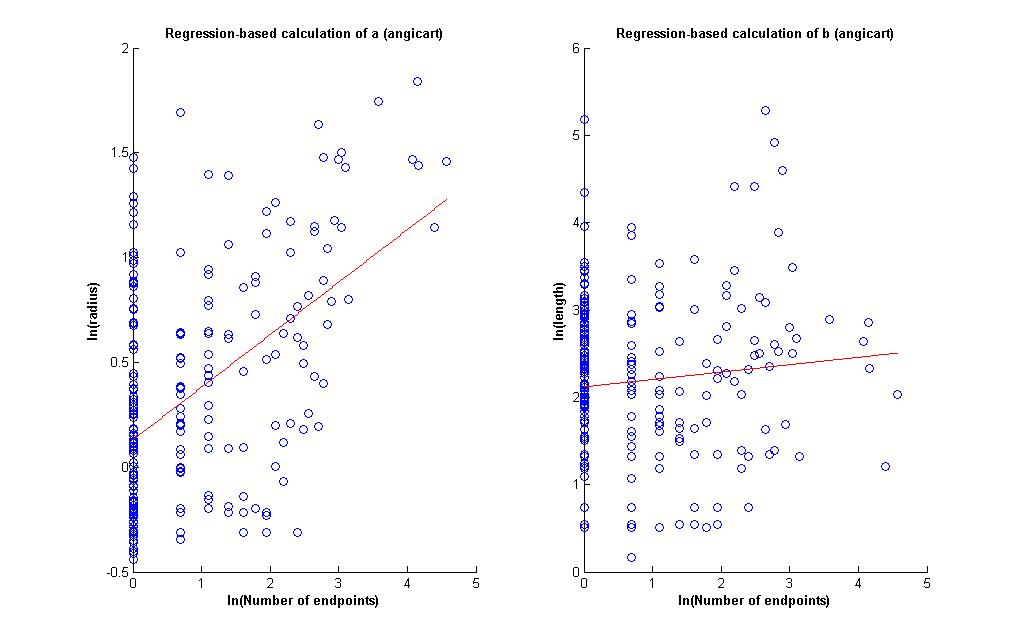 Regression-based calculation of a (angicart)
2
1.5
1
0.5
0
-0.5
ln(radius)
0 1 2 3 4 5
ln(Number of endpoints)
Regression-based calculation of b (angicart)
6
5
4
3
2
1
0
ln(length)
0 1 2 3 4 5
ln(Number of endpoints)